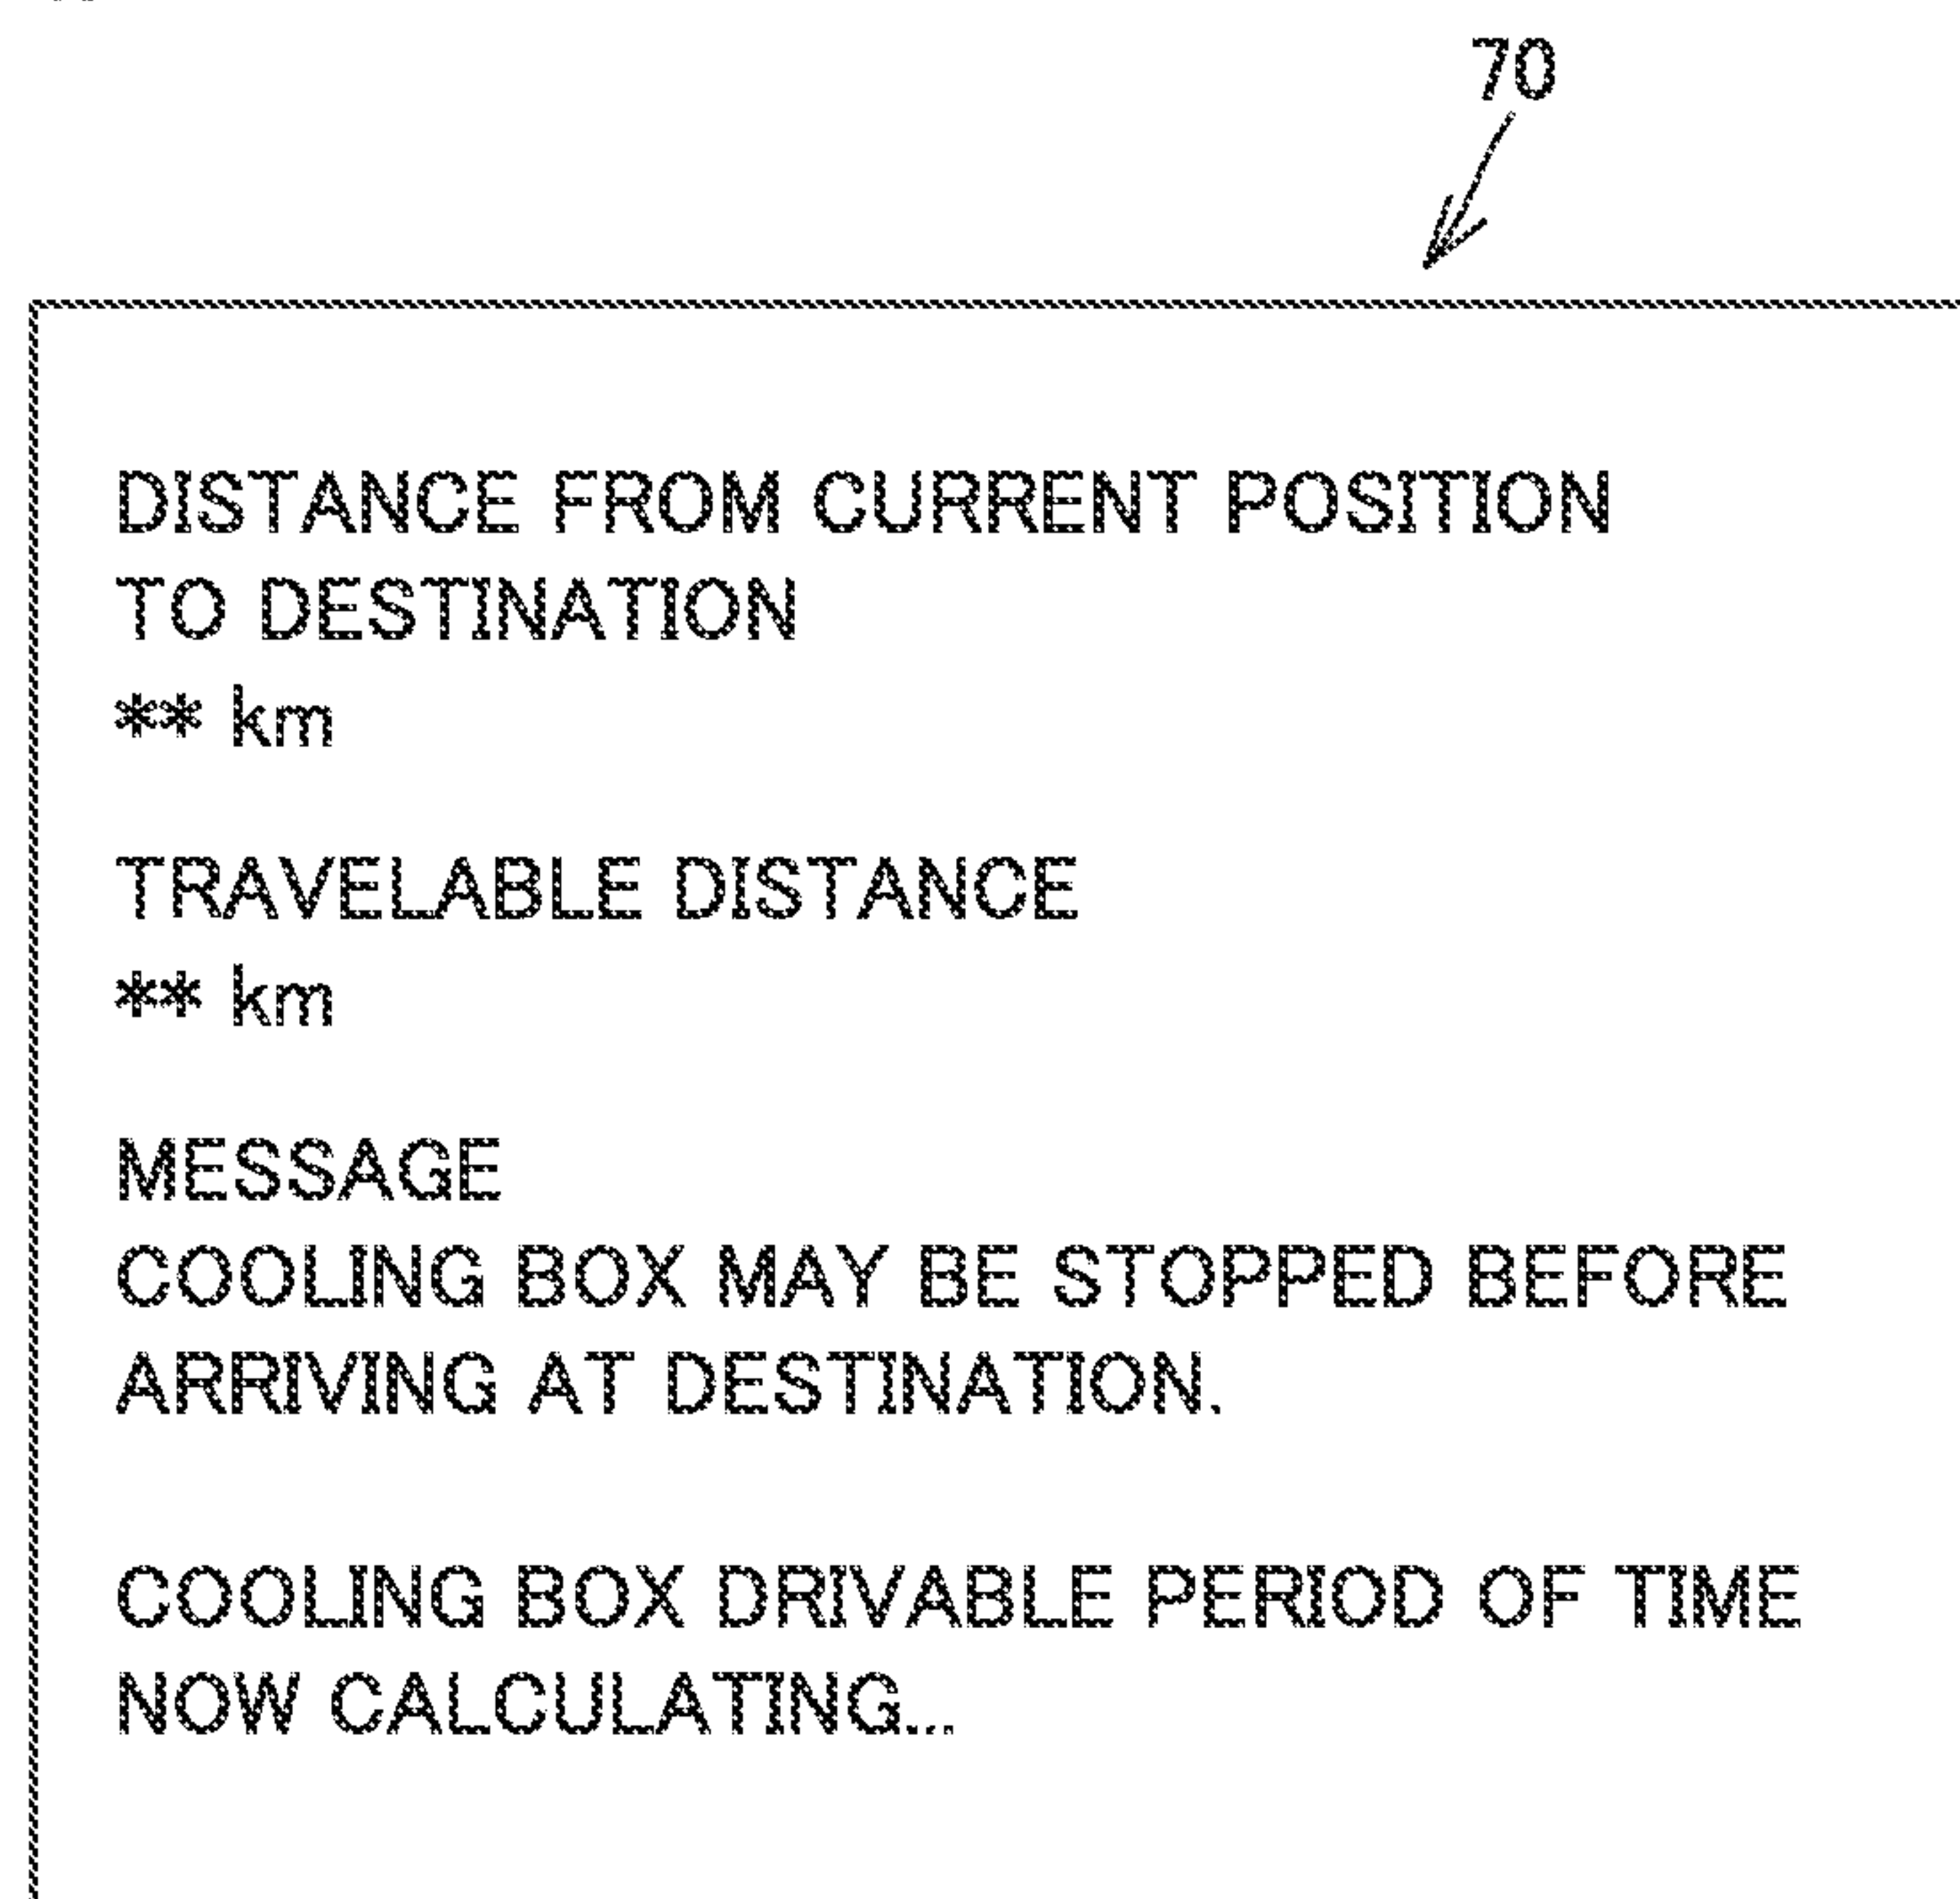 70
DISTANCE FROM CURRENT POSITION
TO DESTINATION
** km
TRAVELABLE DISTANCE
** km
MESSAGE
COOLING BOX MAY BE STOPPED BEFORE
ARRIVING AT DESTINATION.
COOLING BOX DRIVABLE PERIOD OF TIME
NOW CALCULATING...